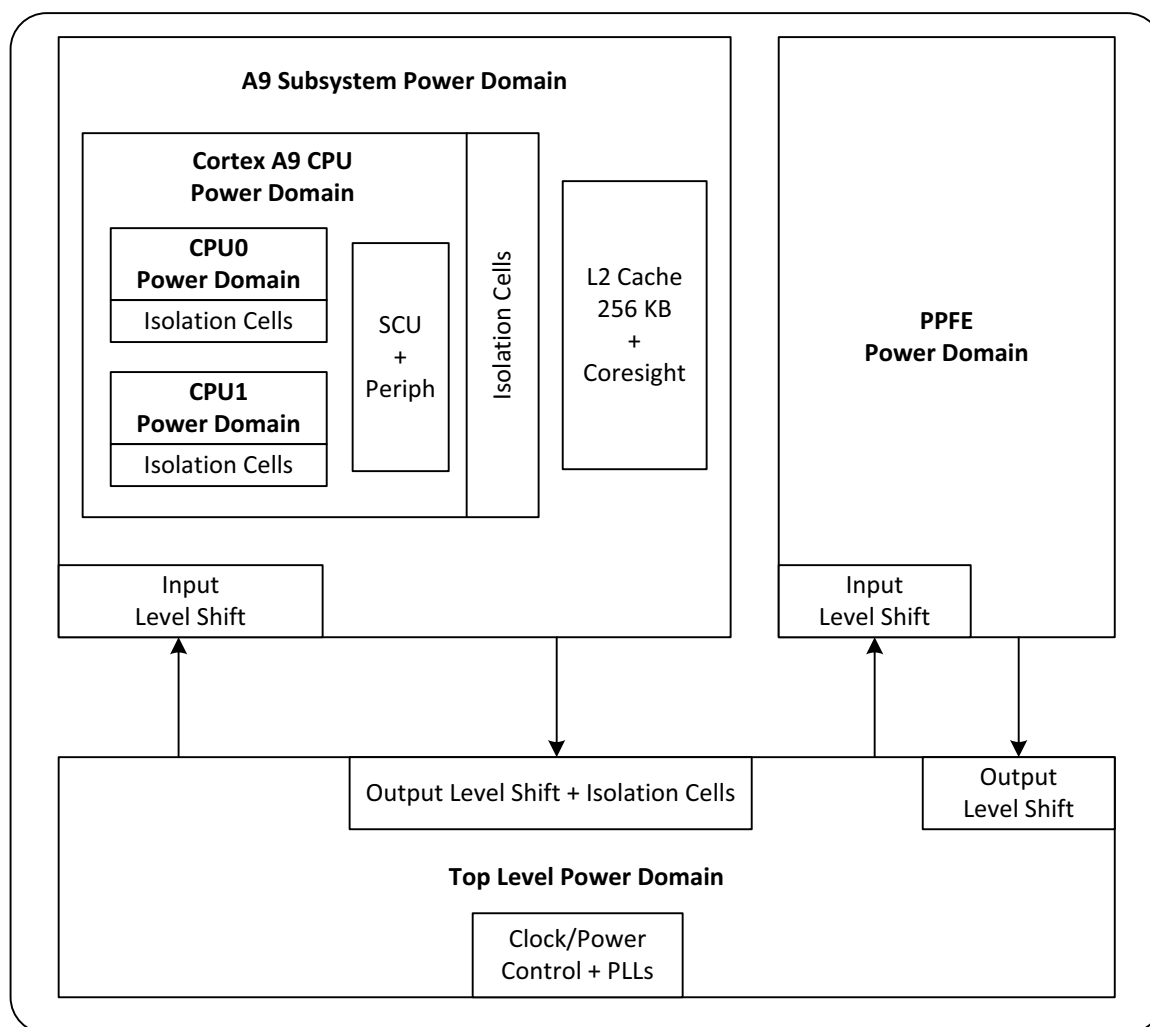 A9 Subsystem Power Domain
Cortex A9 CPU
Power Domain
CPU0
Power Domain
Isolation Cells
CPU1
Power Domain
Isolation Cells
SCU
+
Periph
Isolation Cells
L2 Cache
256 KB
+
Coresight
Input
Level Shift
PPFE
Power Domain
Input
Level Shift
Output Level Shift + Isolation Cells
Output
Level Shift
Top Level Power Domain
Clock/Power
Control + PLLs